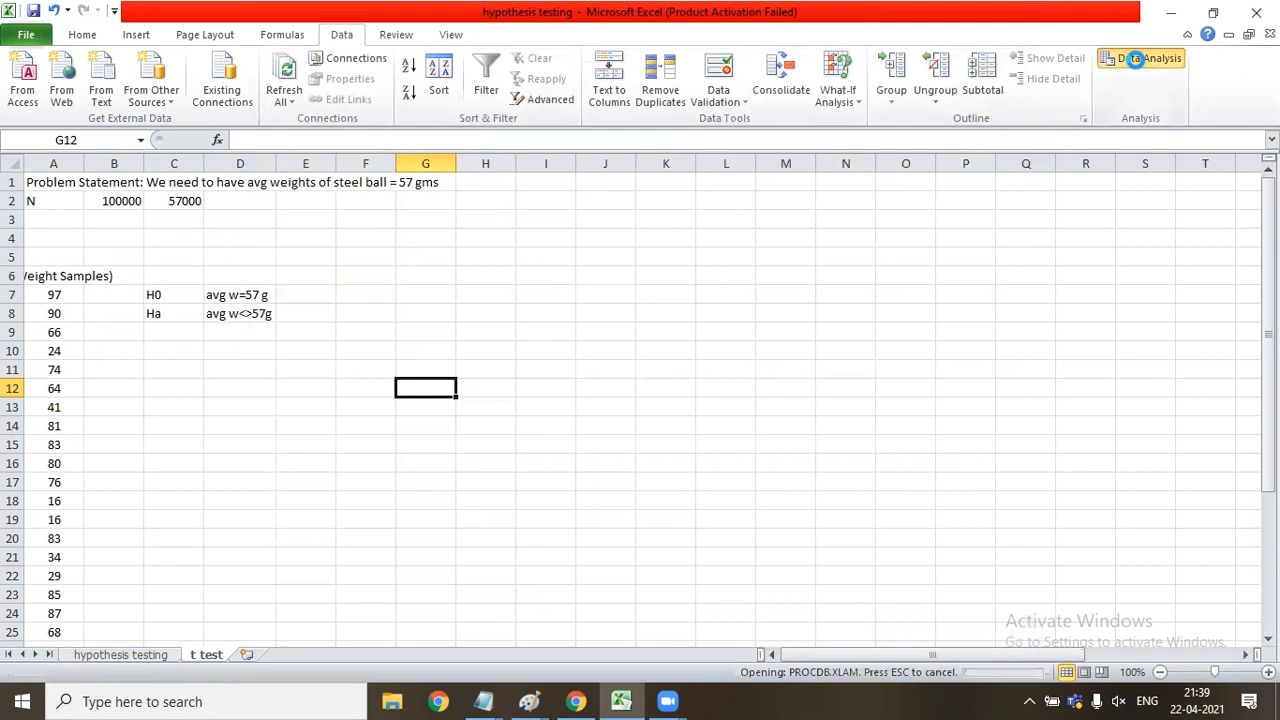 hypothesis testing - Microsoft Excel (Product Activation Failed)
File Home Insert Page Layout Formulas Data Review View
From Access
From Web
From Text
From Other Sources
Existing Connections
Get External Data
Refresh All
Connections
Properties
Edit Links
Connections
Sort
Filter
Clear
Reapply
Advanced
Sort & Filter
Text to Columns
Remove Duplicates
Data Validation
Consolidate
What-If Analysis
Data Tools
Group
Ungroup
Subtotal
Show Detail
Hide Detail
Outline
Data Analysis
Analysis
G12 fx
A B C D E F G H I J K L M N O P Q R S T
1 Problem Statement: We need to have avg weights of steel ball = 57 gms
2 N 100000 57000
3
4
5
6 Weight Samples)
7 97 H0 avg w=57 g
8 90 Ha avg w<>57g
9 66
10 24
11 74
12 64
13 41
14 81
15 83
16 80
17 76
18 16
19 16
20 83
21 34
22 29
23 85
24 87
25 68
Activate Windows
Go to Settings to activate Windows.
hypothesis testing t test
Opening: PROCDB.XLAM. Press ESC to cancel. 100%
Type here to search
ENG
21:39
22-04-2021